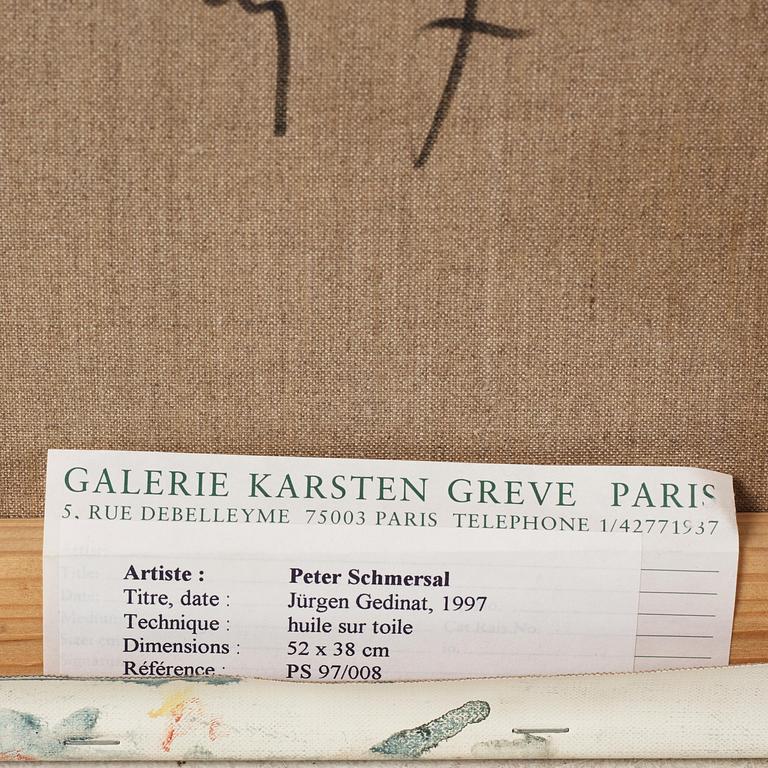 GALERIE KARSTEN GREVE PARIS
5, RUE DEBELLEYME 75003 PARIS TELEPHONE 1/42771937
Artiste : Peter Schmersal
Titre, date : Jürgen Gedinat, 1997
Technique : huile sur toile
Dimensions : 52 x 38 cm
Référence : PS 97/008